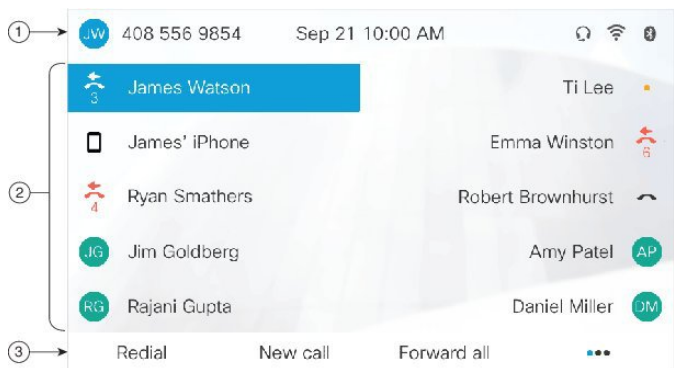 1 JW 408 556 9854 Sep 21 10:00 AM
3 James Watson Ti Lee
James' iPhone Emma Winston 6
2
4 Ryan Smathers Robert Brownhurst
JG Jim Goldberg Amy Patel AP
RG Rajani Gupta Daniel Miller DM
3 Redial New call Forward all